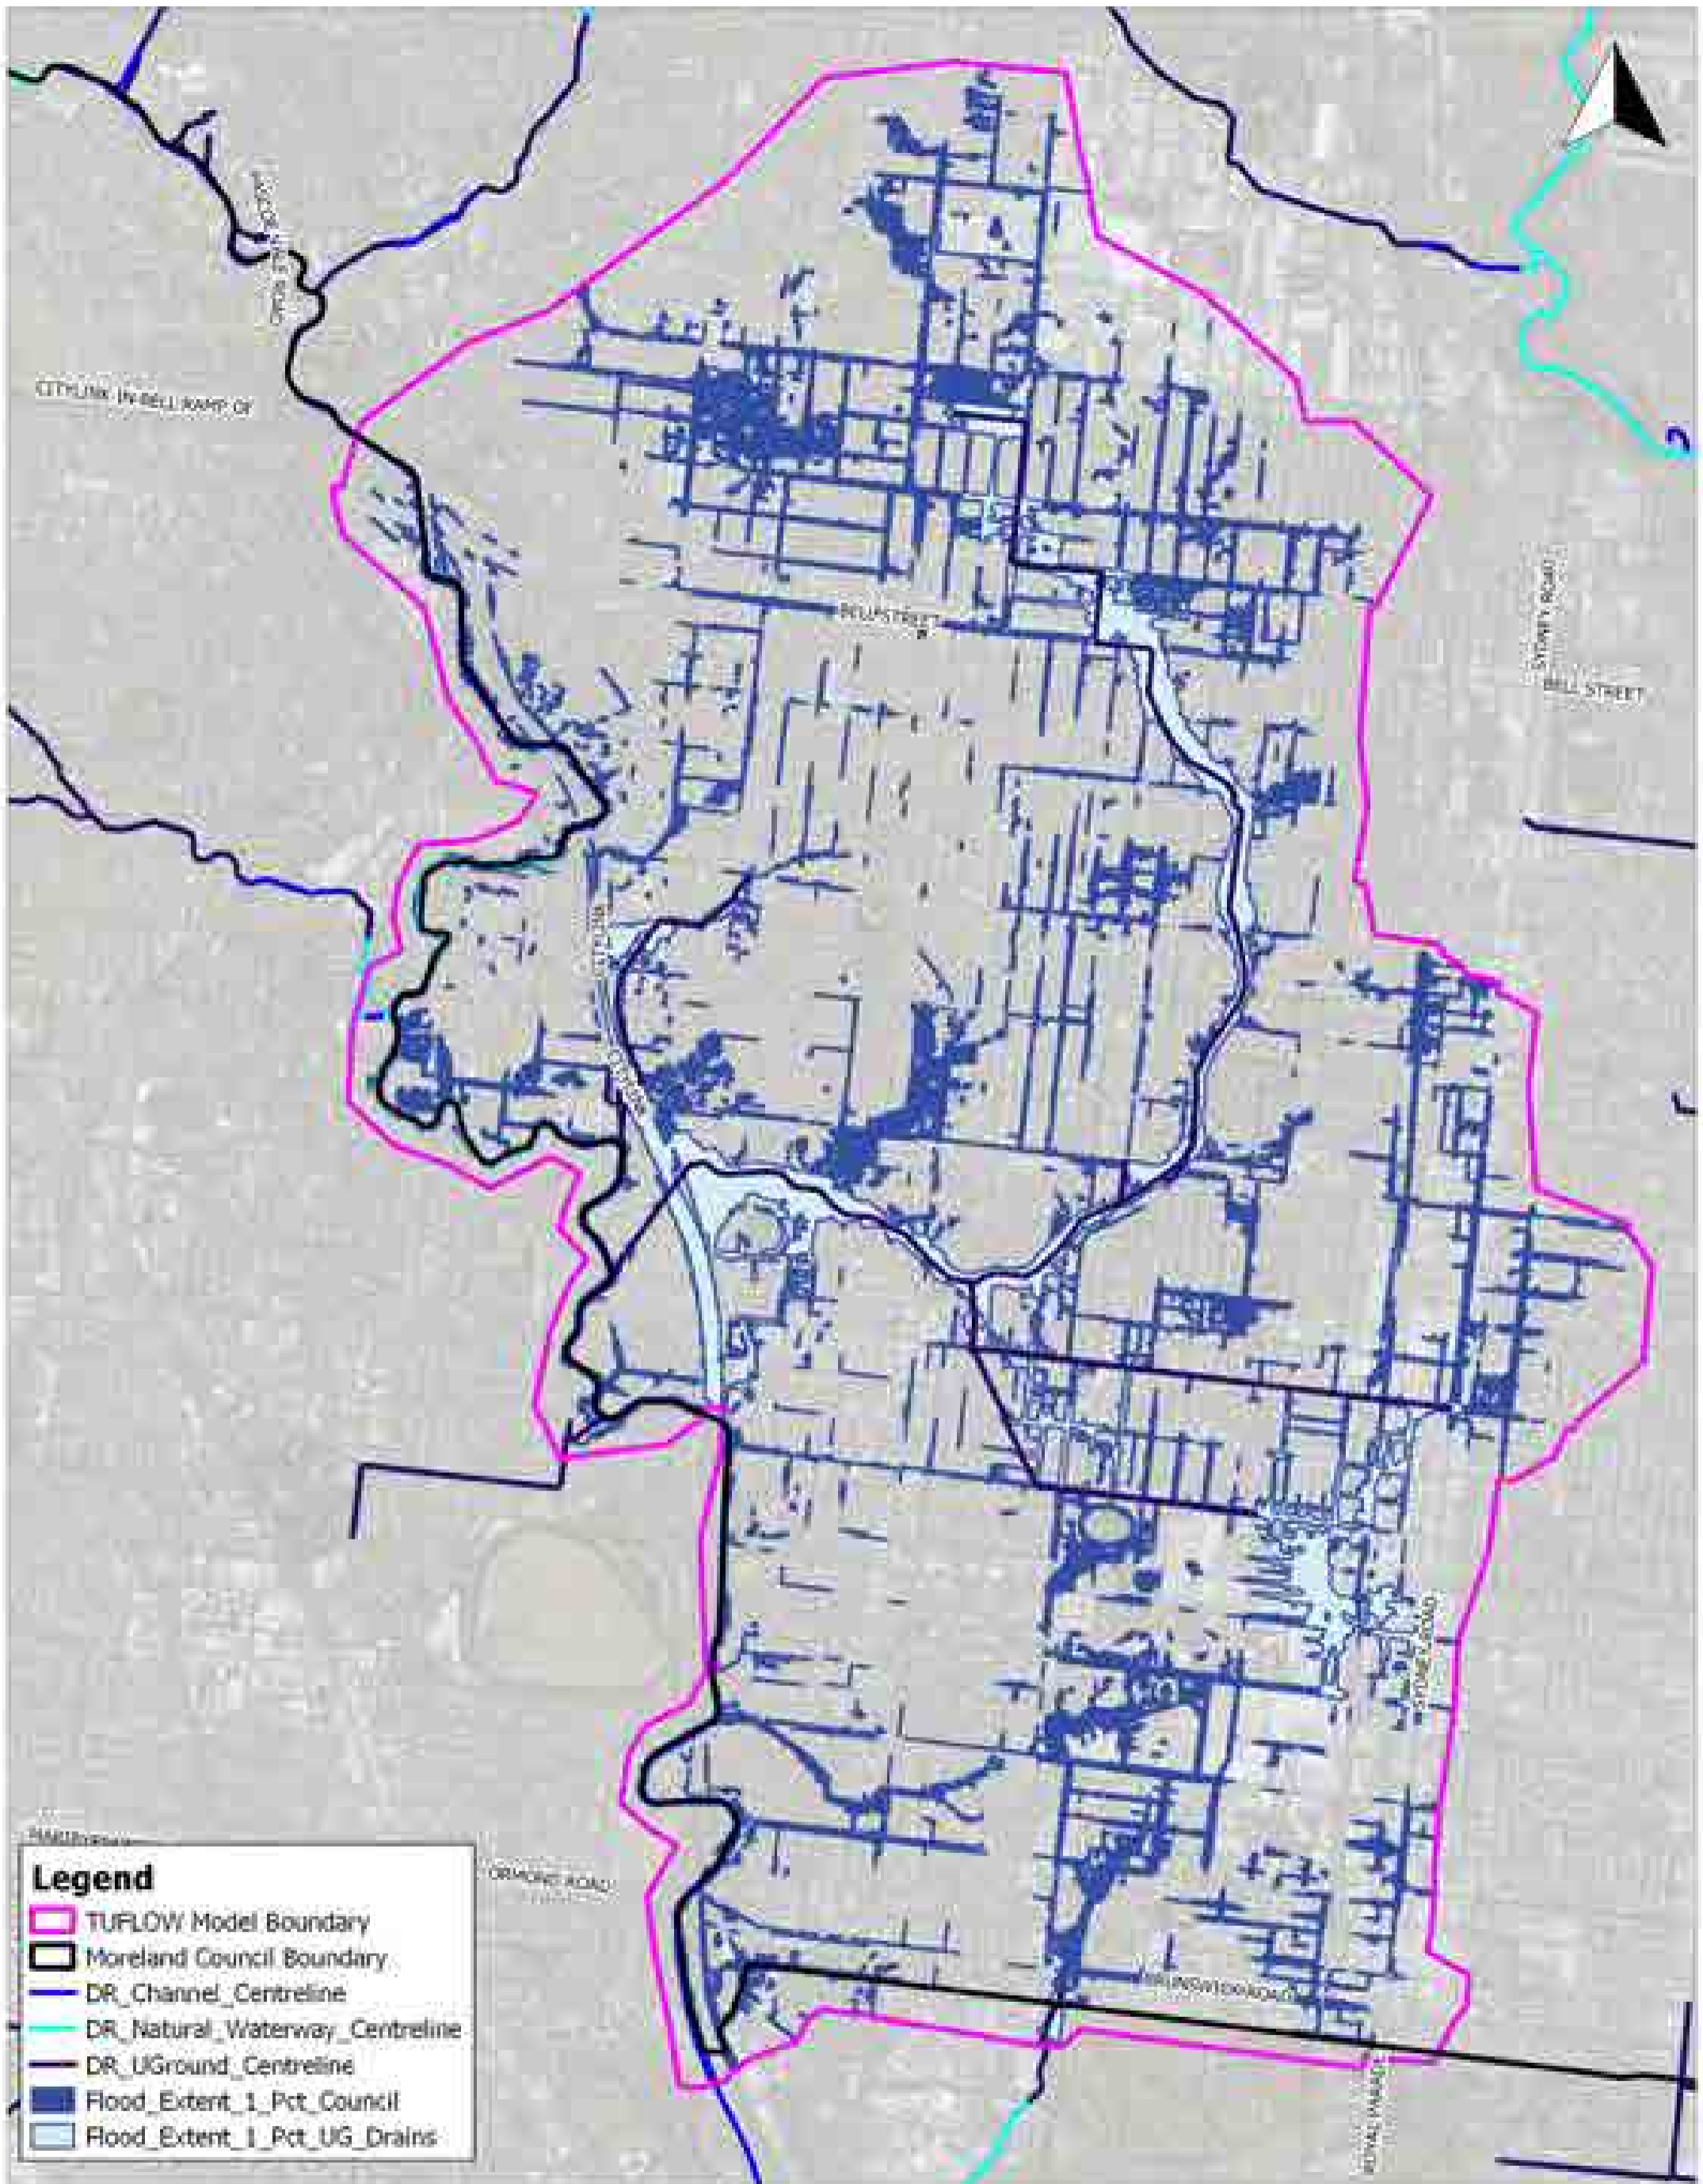 CITYLINK IN-BELL RAMP OF
BELL STREET
SYDNEY ROAD
BELL STREET
CITYLINK
SYDNEY ROAD
ORMOND ROAD
BRUNSWICK ROAD
ROYAL PARADE
Legend
TUFLOW Model Boundary
Moreland Council Boundary
DR_Channel_Centreline
DR_Natural_Waterway_Centreline
DR_UGround_Centreline
Flood_Extent_1_Pct_Council
Flood_Extent_1_Pct_UG_Drains